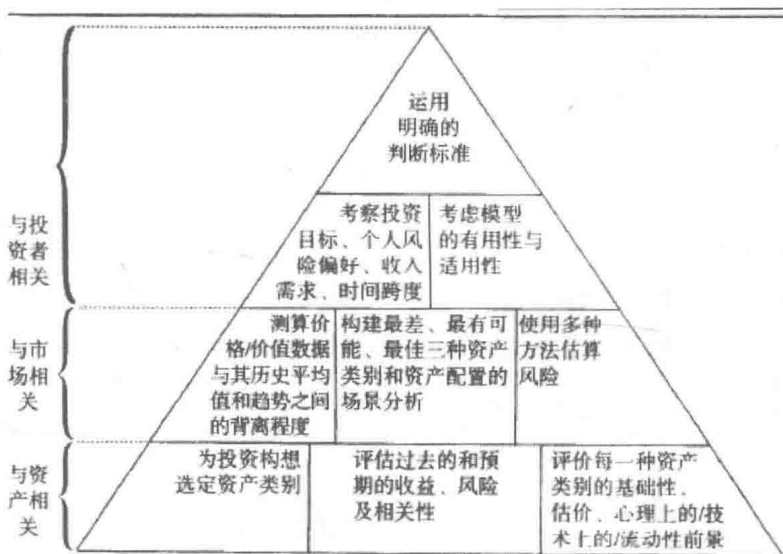 运用
明确的
判断标准
与投
资者
相关
考察投资
目标、个人风
险偏好、收入
需求、时间跨度
考虑模型
的有用性与
适用性
与市
场相
关
测算价
格/价值数据
与其历史平均
值和趋势之间
的背离程度
构建最差、最有可
能、最佳三种资产
类别和资产配置的
场景分析
使用多种
方法估算
风险
与资
产相
关
为投资构想
选定资产类别
评估过去的和预
期的收益、风险
及相关性
评价每一种资产
类别的基础性、
估价、心理上的/技
术上的/流动性前景